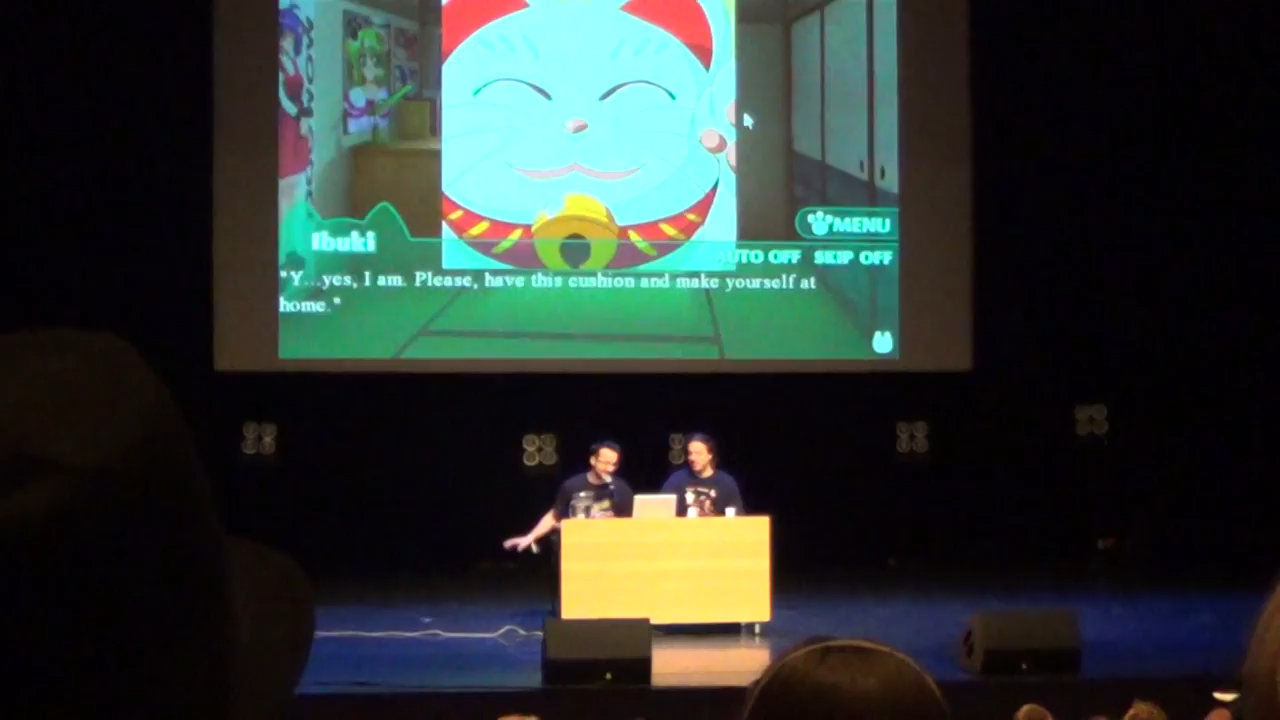 MENU
Ibuki
AUTO OFF SKIP OFF
"Y...yes, I am. Please, have this cushion and make yourself at
home."